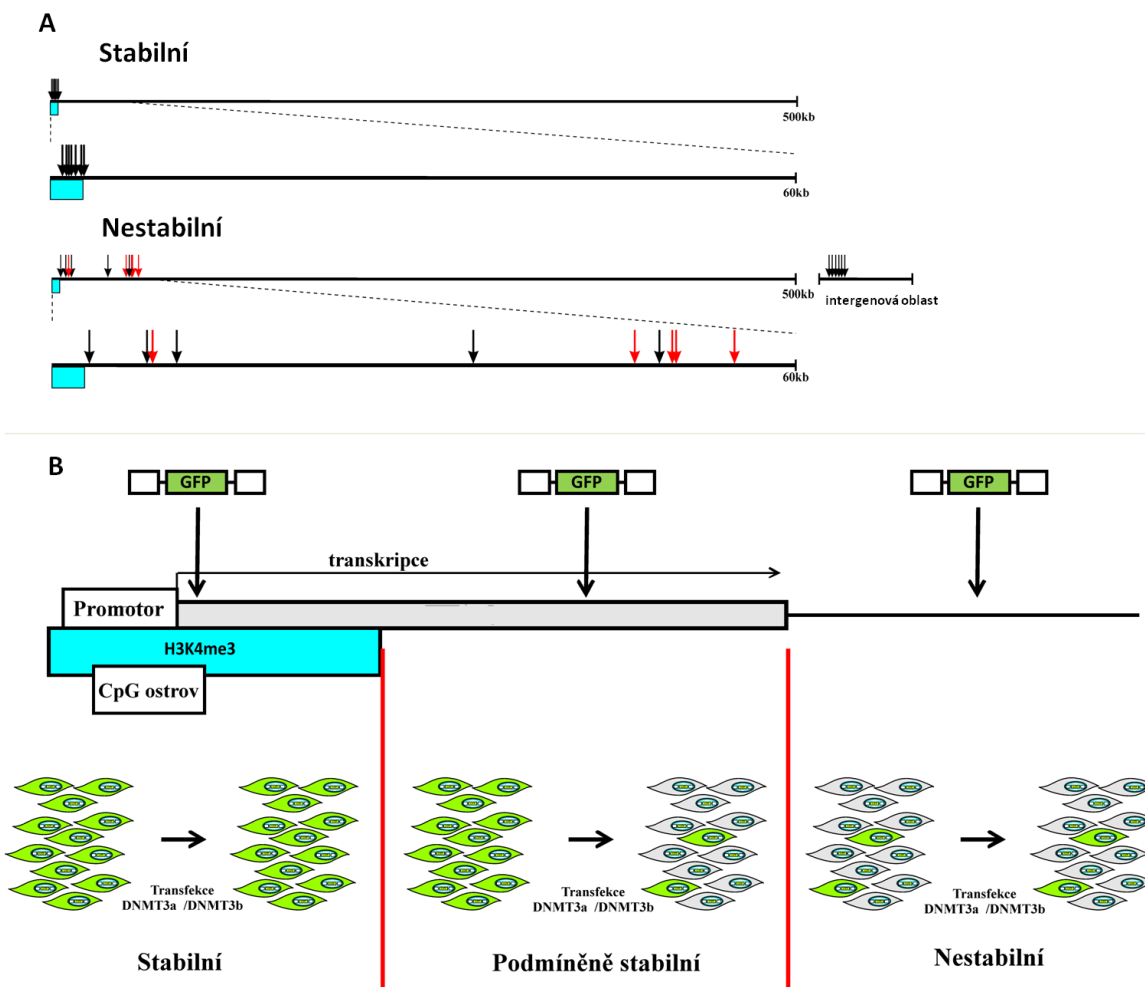 A
Stabilní
500kb
60kb
Nestabilní
500kb
intergenová oblast
60kb
B
GFP
GFP
GFP
transkripce
Promotor
H3K4me3
CpG ostrov
Transfekce
DNMT3a /DNMT3b
Transfekce
DNMT3a /DNMT3b
Transfekce
DNMT3a /DNMT3b
Stabilní
Podmíněně stabilní
Nestabilní